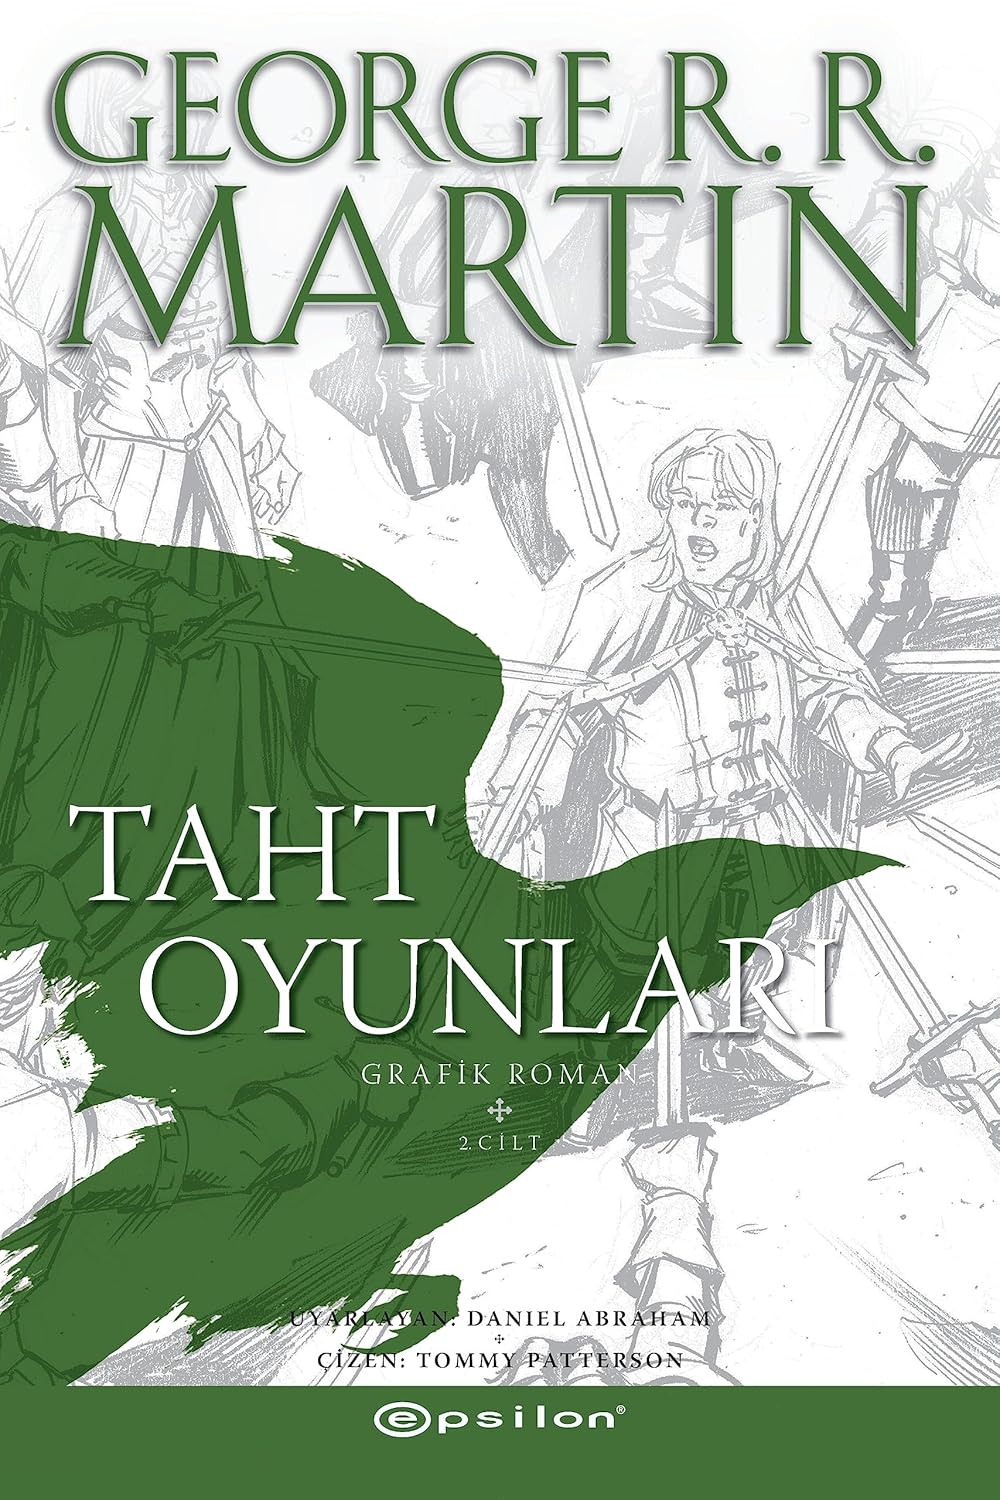 GEORGE R. R.
MARTIN
TAHT
OYUNLARI
GRAFİK ROMAN
2. CİLT
UYARLAYAN: DANIEL ABRAHAM
ÇİZEN: TOMMY PATTERSON
epsilon®